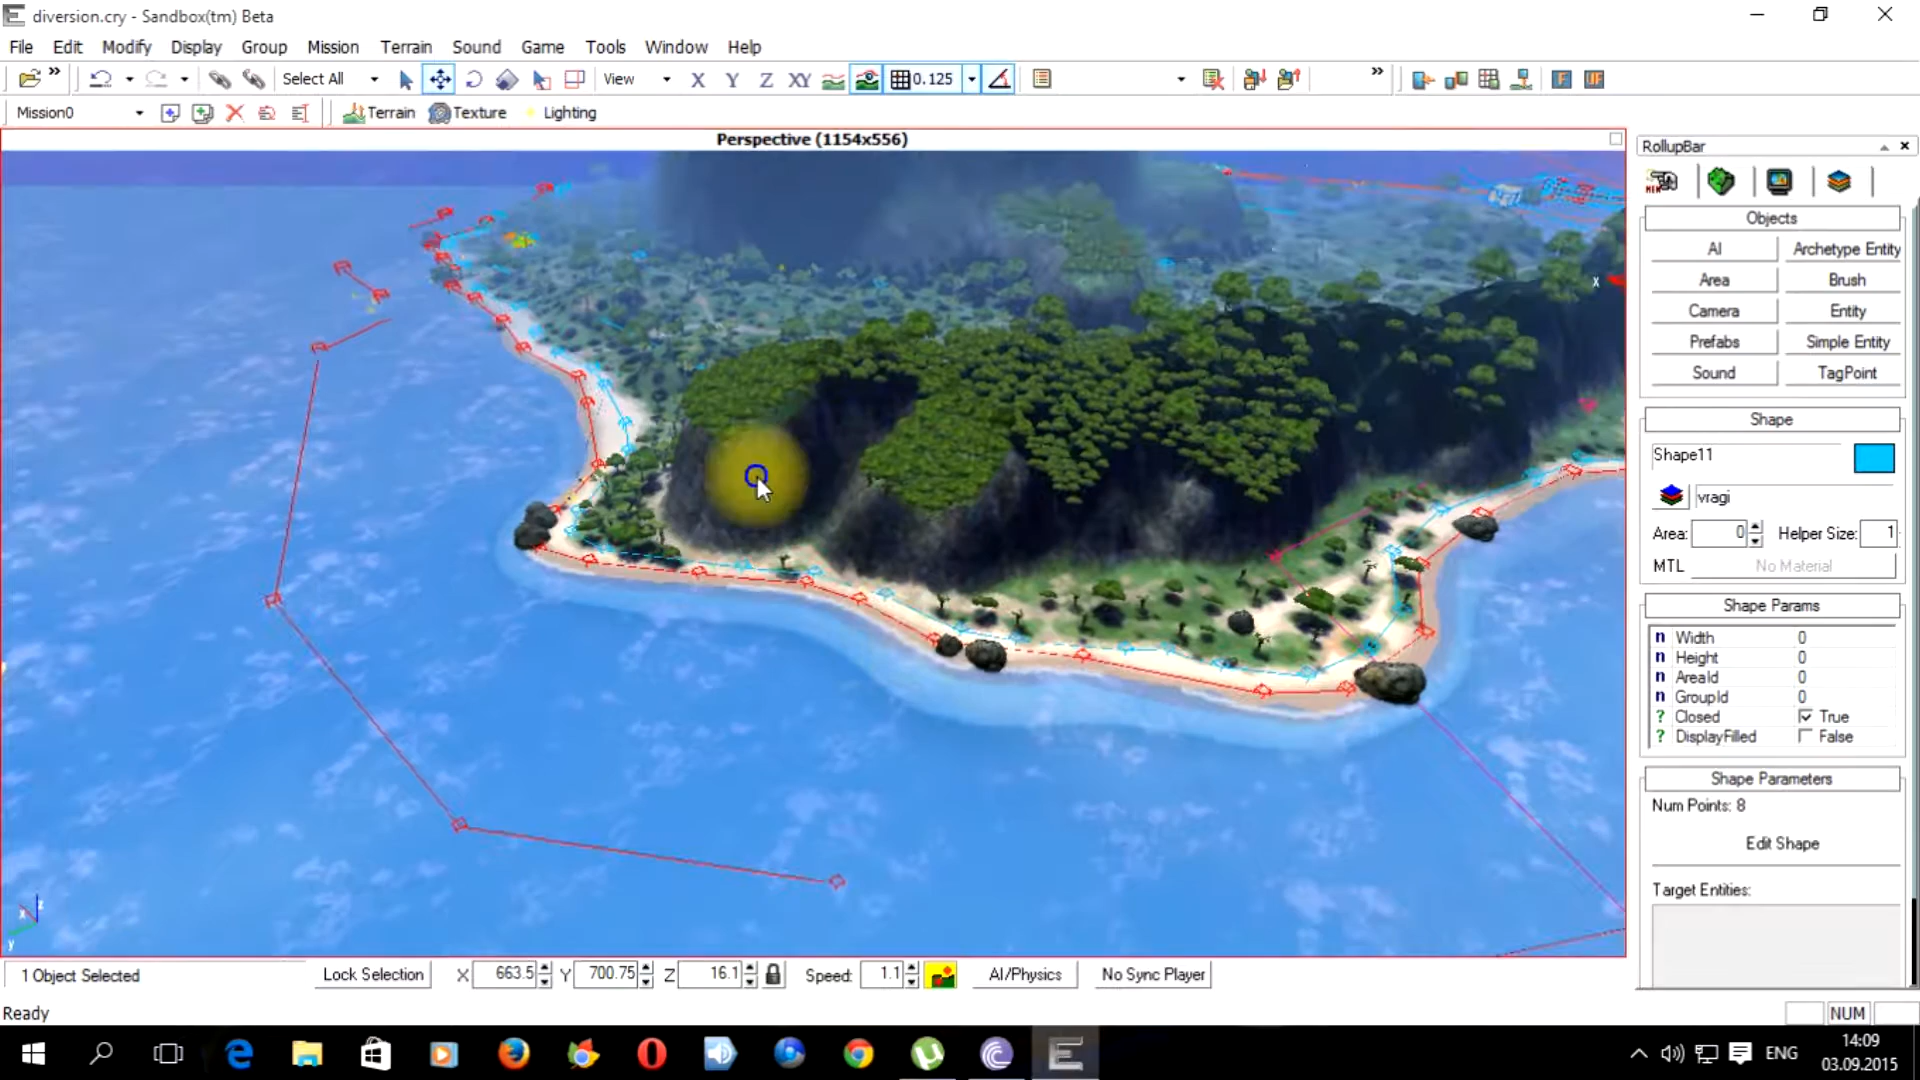 diversion.cry - Sandbox(tm) Beta
File Edit Modify Display Group Mission Terrain Sound Game Tools Window Help
Select All View X Y Z XY 0.125
Mission0 Terrain Texture Lighting
Perspective (1154x556)
RollupBar
Objects
AI Archetype Entity
Area Brush
Camera Entity
Prefabs Simple Entity
Sound TagPoint
Shape
Shape11
vragi
Area: 0 Helper Size: 1
MTL No Material
Shape Params
n Width 0
n Height 0
n AreaId 0
n GroupId 0
? Closed True
? DisplayFilled False
Shape Parameters
Num Points: 8
Edit Shape
Target Entities:
x
x z
y
1 Object Selected Lock Selection X 663.5 Y 700.75 Z 16.1 Speed: 1.1 AI/Physics No Sync Player
Ready NUM
ENG 14:09
03.09.2015